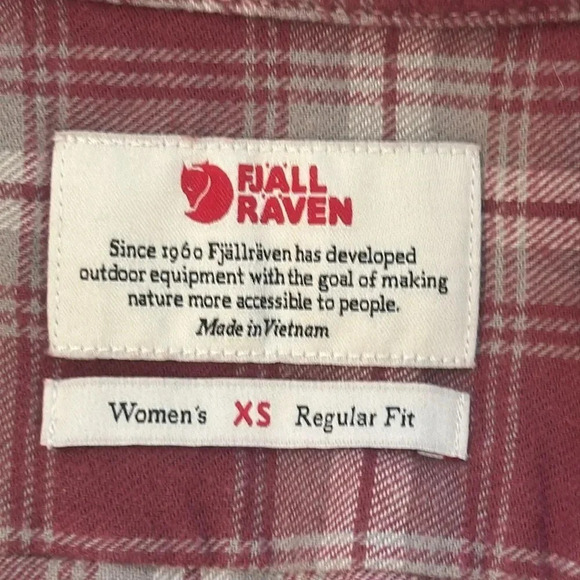 FJÄLL
RÄVEN
Since 1960 Fjällräven has developed
outdoor equipment with the goal of making
nature more accessible to people.
Made in Vietnam
Women's XS Regular Fit